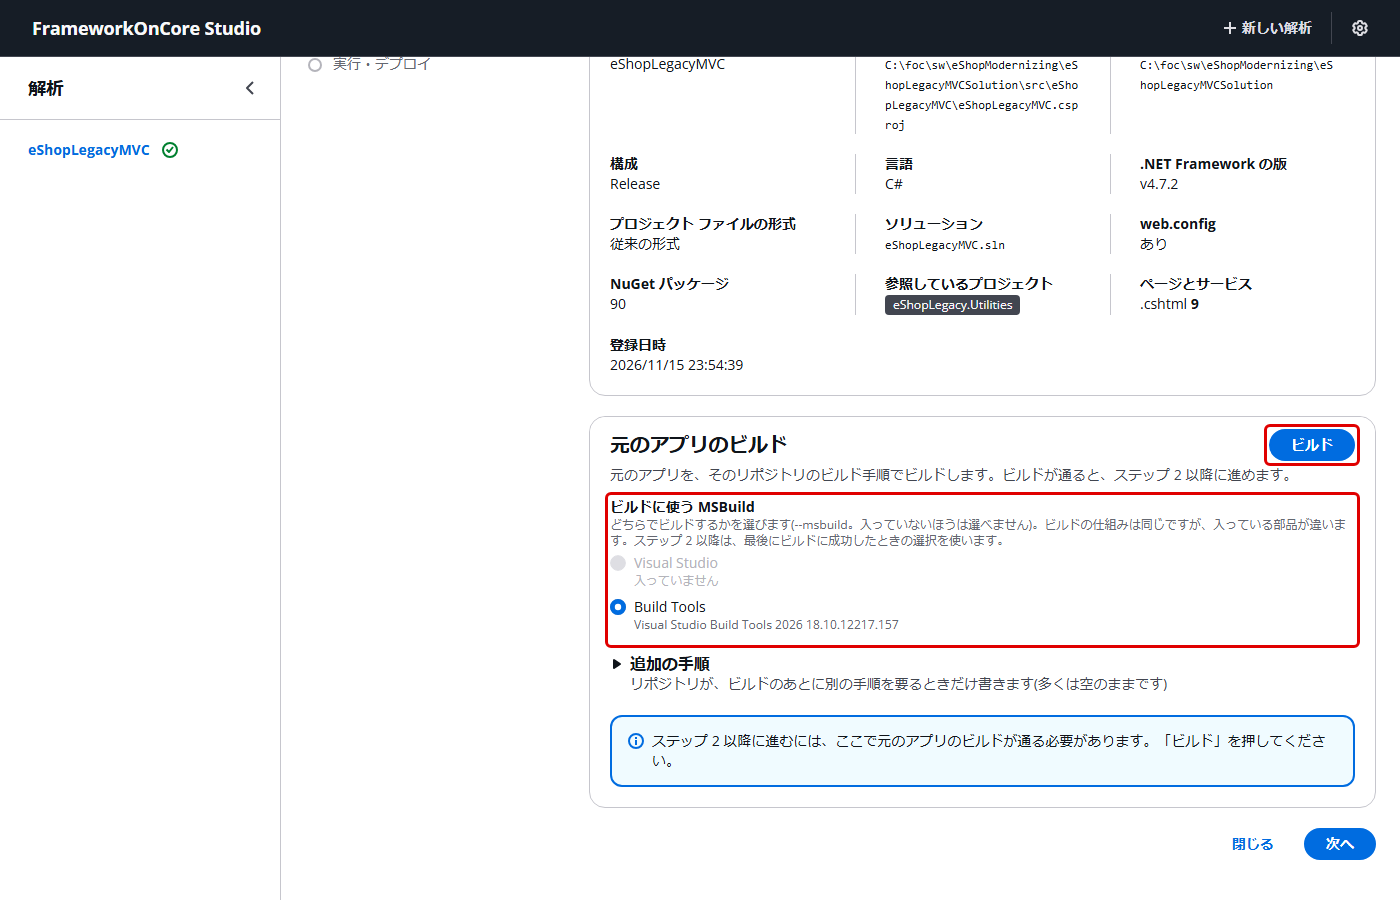 FrameworkOnCore Studio
新しい解析
解析
eShopLegacyMVC
実行・デプロイ
eShopLegacyMVC
C:\foc\sw\eShopModernizing\eS
hopLegacyMVCSolution\src\eSho
pLegacyMVC\eShopLegacyMVC.csp
roj
C:\foc\sw\eShopModernizing\eS
hopLegacyMVCSolution
構成
Release
言語
C#
.NET Framework の版
v4.7.2
プロジェクト ファイルの形式
従来の形式
ソリューション
eShopLegacyMVC.sln
web.config
あり
NuGet パッケージ
90
参照しているプロジェクト
eShopLegacy.Utilities
ページとサービス
.cshtml 9
登録日時
2026/11/15 23:54:39
元のアプリのビルド
ビルド
元のアプリを、そのリポジトリのビルド手順でビルドします。ビルドが通ると、ステップ 2 以降に進めます。
ビルドに使う MSBuild
どちらでビルドするかを選びます(--msbuild。入っていないほうは選べません)。ビルドの仕組みは同じですが、入っている部品が違いま
す。ステップ 2 以降は、最後にビルドに成功したときの選択を使います。
Visual Studio
入っていません
Build Tools
Visual Studio Build Tools 2026 18.10.12217.157
追加の手順
リポジトリが、ビルドのあとに別の手順を要るときだけ書きます(多くは空のままです)
ステップ 2 以降に進むには、ここで元のアプリのビルドが通る必要があります。「ビルド」を押してくださ
い。
閉じる
次へ